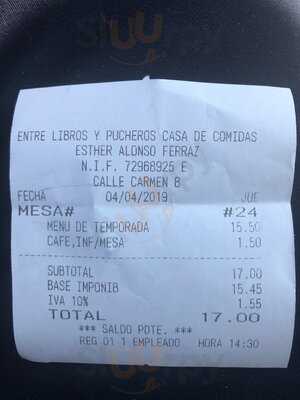 ENTRE LIBROS Y PUCHEROS CASA DE COMIDAS
ESTHER ALONSO FERRAZ
N.I.F. 72968925 E
CALLE CARMEN 8
FECHA 04/04/2019 JUE
MESA# #24
MENU DE TEMPORADA 15.50
CAFE,INF/MESA 1.50
SUBTOTAL 17.00
BASE IMPONIB 15.45
IVA 10% 1.55
TOTAL 17.00
*** SALDO PDTE. ***
REG 01 1 EMPLEADO HORA 14:30